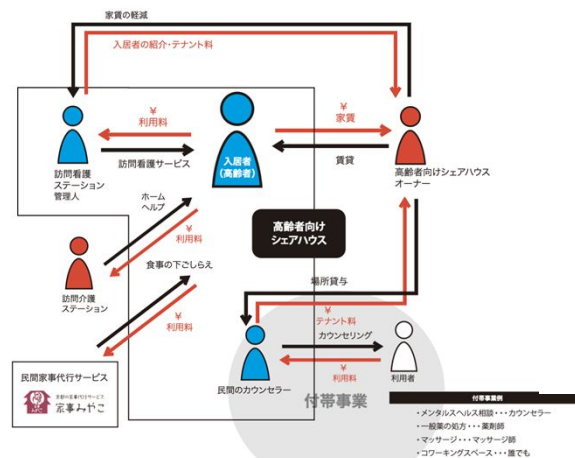 家賃の軽減
入居者の紹介・テナント料
¥
利用料
訪問看護サービス
訪問看護
ステーション
管理人
入居者
(高齢者)
¥
家賃
賃貸
高齢者向けシェアハウス
オーナー
ホーム
ヘルプ
¥
利用料
訪問介護
ステーション
高齢者向け
シェアハウス
食事の下ごしらえ
¥
利用料
場所貸与
¥
テナント料
カウンセリング
¥
利用料
民間のカウンセラー
利用者
付帯事業
民間家事代行サービス
京都の家事代行サービス
家事みやこ
付帯事業例
・メンタルスヘルス相談・・・カウンセラー
・一般薬の処方・・・薬剤師
・マッサージ・・・マッサージ師
・コワーキングスペース・・・誰でも